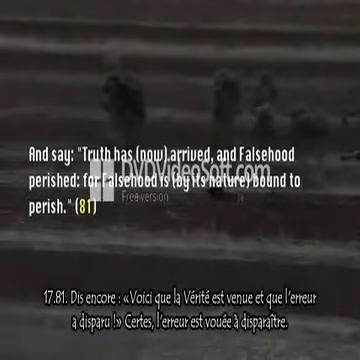 And say: "Truth has (now) arrived, and Falsehood
perished: for Falsehood is (by its nature) bound to
perish." (81)
DVDVideoSoft.com
Free version
17.81. Dis encore : «Voici que la Vérité est venue et que l'erreur
a disparu !» Certes, l'erreur est vouée à disparaître.